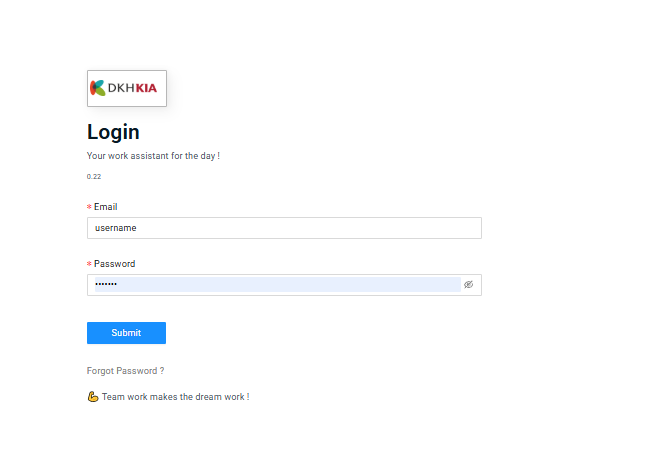 DKHKIA
Login
Your work assistant for the day !
0.22
* Email
username
* Password
•••••••
Submit
Forgot Password ?
💪 Team work makes the dream work !